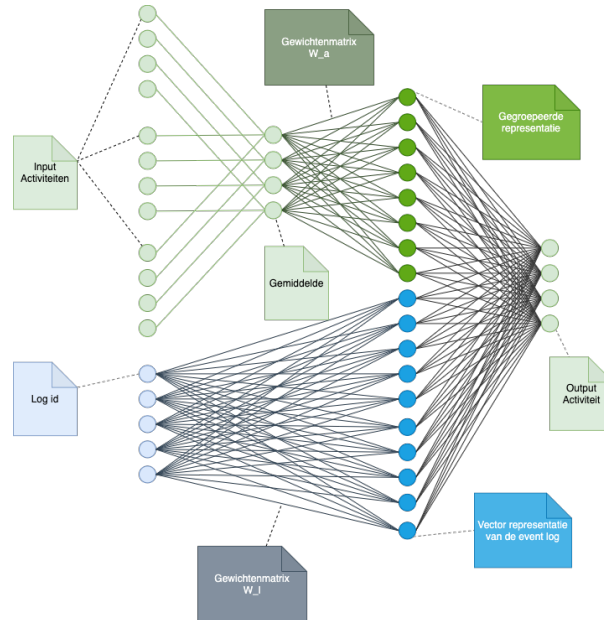 Gewichtenmatrix
W_a
Gegroepeerde
representatie
Input
Activiteiten
Gemiddelde
Log id
Output
Activiteit
Vector representatie
van de event log
Gewichtenmatrix
W_l